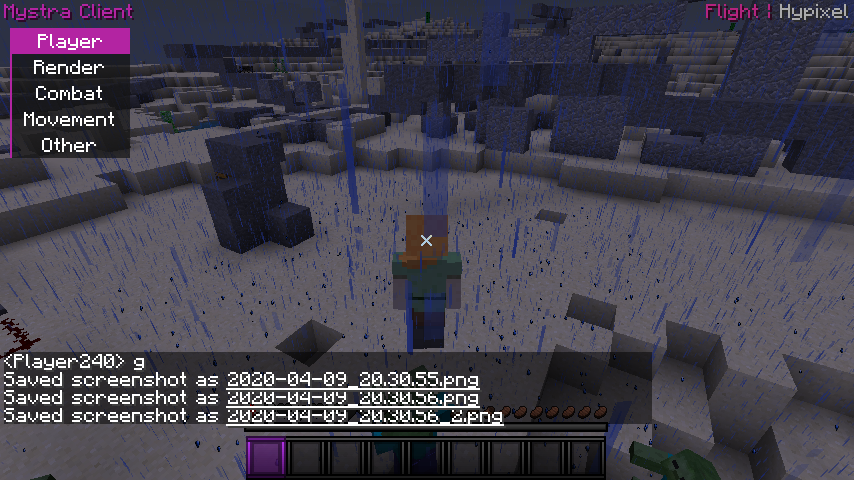 Mystra Client
Flight | Hypixel
Player
Render
Combat
Movement
Other
<Player240> g
Saved screenshot as 2020-04-09_20.30.55.png
Saved screenshot as 2020-04-09_20.30.56.png
Saved screenshot as 2020-04-09_20.30.56_2.png